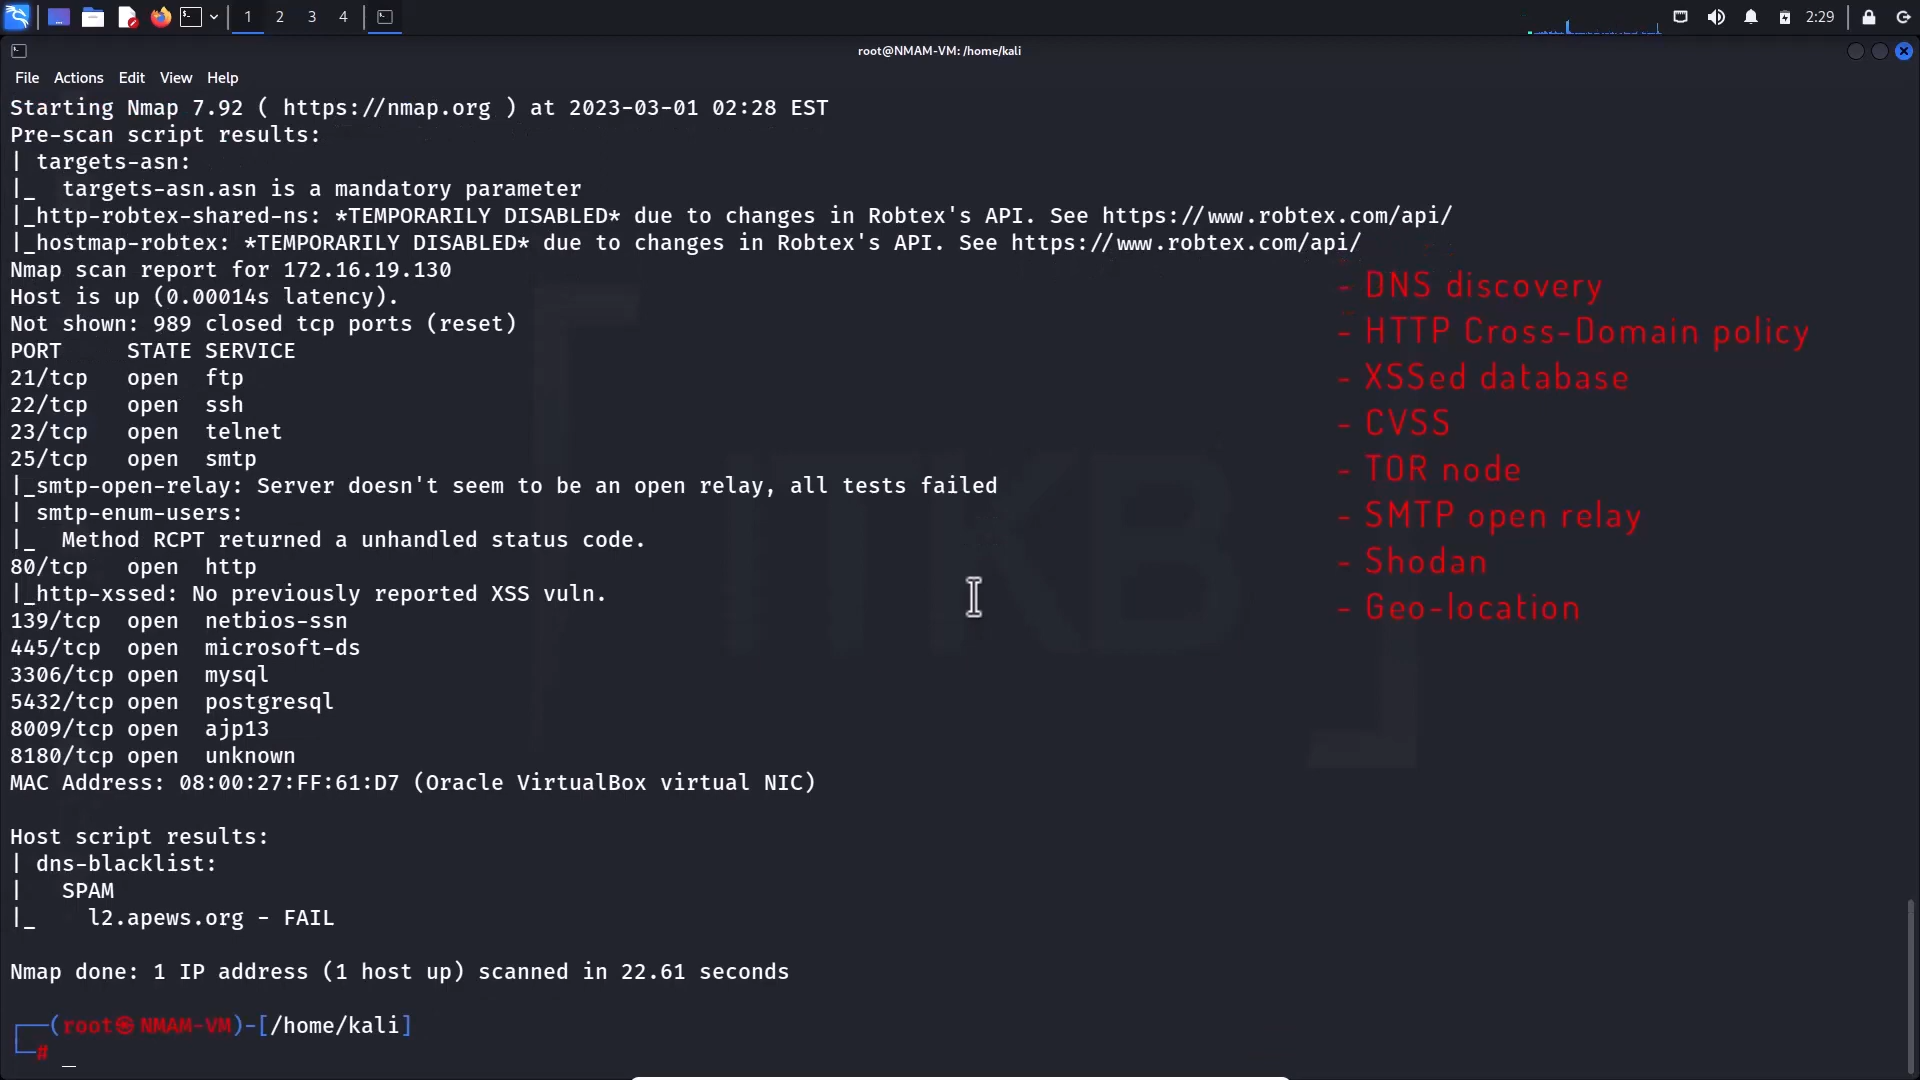 1 2 3 4
2:29
root@NMAM-VM: /home/kali
File Actions Edit View Help
Starting Nmap 7.92 ( https://nmap.org ) at 2023-03-01 02:28 EST
Pre-scan script results:
| targets-asn:
|_  targets-asn.asn is a mandatory parameter
|_http-robtex-shared-ns: *TEMPORARILY DISABLED* due to changes in Robtex's API. See https://www.robtex.com/api/
|_hostmap-robtex: *TEMPORARILY DISABLED* due to changes in Robtex's API. See https://www.robtex.com/api/
Nmap scan report for 172.16.19.130
Host is up (0.00014s latency).
Not shown: 989 closed tcp ports (reset)
PORT     STATE SERVICE
21/tcp   open  ftp
22/tcp   open  ssh
23/tcp   open  telnet
25/tcp   open  smtp
|_smtp-open-relay: Server doesn't seem to be an open relay, all tests failed
| smtp-enum-users:
|_  Method RCPT returned a unhandled status code.
80/tcp   open  http
|_http-xssed: No previously reported XSS vuln.
139/tcp  open  netbios-ssn
445/tcp  open  microsoft-ds
3306/tcp open  mysql
5432/tcp open  postgresql
8009/tcp open  ajp13
8180/tcp open  unknown
MAC Address: 08:00:27:FF:61:D7 (Oracle VirtualBox virtual NIC)
Host script results:
| dns-blacklist:
|   SPAM
|_    l2.apews.org - FAIL
Nmap done: 1 IP address (1 host up) scanned in 22.61 seconds
┌──(root㉿NMAM-VM)-[/home/kali]
└─# _
- DNS discovery
- HTTP Cross-Domain policy
- XSSed database
- CVSS
- TOR node
- SMTP open relay
- Shodan
- Geo-location
ITKB